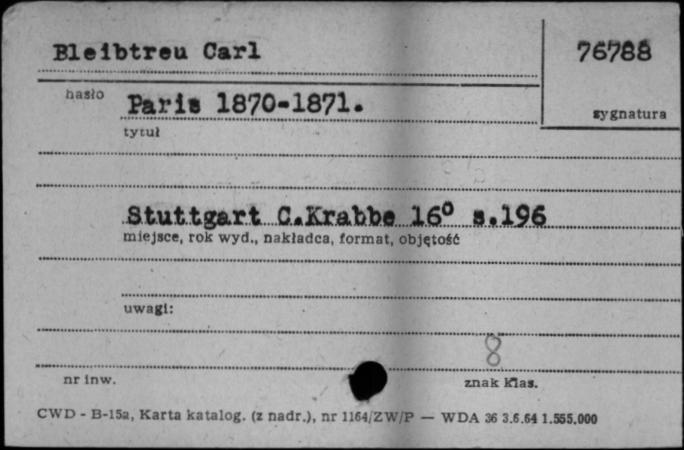 Bleibtreu Carl 76788
hasło Paris 1870-1871. sygnatura
tytuł
Stuttgart C.Krabbe 16° s.196
miejsce, rok wyd., nakładca, format, objętość
uwagi:
8
nr inw. znak klas.
CWD - B-15a, Karta katalog. (z nadr.), nr 1164/ZW/P — WDA 36 3.6.64 1.555.000